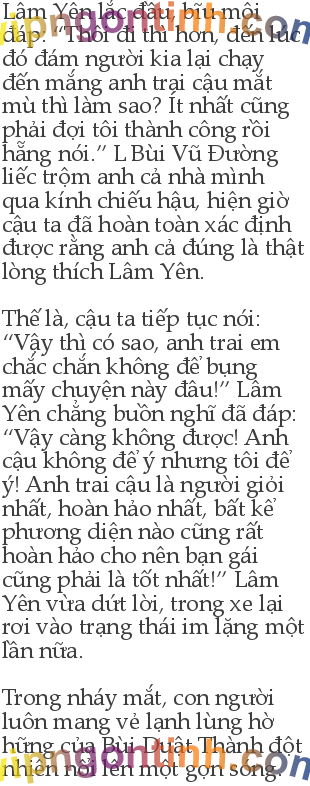 Lâm Yên lắc đầu, bĩu môi
đáp: “Thôi đi thì hơn, đến lúc
đó đám người kia lại chạy
đến mắng anh trai cậu mắt
mù thì làm sao? Ít nhất cũng
phải đợi tôi thành công rồi
hẵng nói.” L Bùi Vũ Đường
liếc trộm anh cả nhà mình
qua kính chiếu hậu, hiện giờ
cậu ta đã hoàn toàn xác định
được rằng anh cả đúng là thật
lòng thích Lâm Yên.
Thế là, cậu ta tiếp tục nói:
“Vậy thì có sao, anh trai em
chắc chắn không để bụng
mấy chuyện này đâu!” Lâm
Yên chẳng buồn nghĩ đã đáp:
“Vậy càng không được! Anh
cậu không để ý nhưng tôi để
ý! Anh trai cậu là người giỏi
nhất, hoàn hảo nhất, bất kể
phương diện nào cũng rất
hoàn hảo cho nên bạn gái
cũng phải là tốt nhất!” Lâm
Yên vừa dứt lời, trong xe lại
rơi vào trạng thái im lặng một
lần nữa.
Trong nháy mắt, con người
luôn mang vẻ lạnh lùng hờ
hững của Bùi Duật Thành đột
nhiên nổi lên một gợn sóng
vipngontinh.com